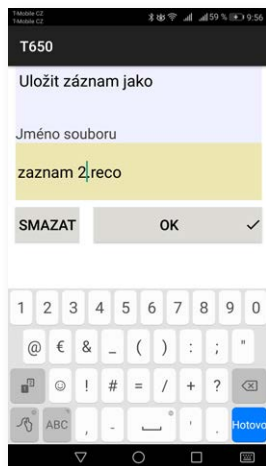 T-Mobile CZ
T-Mobile CZ
59 % 9:56
T650
Uložit záznam jako
Jméno souboru
zaznam 2.reco
SMAZAT OK
1 2 3 4 5 6 7 8 9 0
@ € & _ ( ) : ; "
! # = / + ?
ABC , - ' . Hotovo